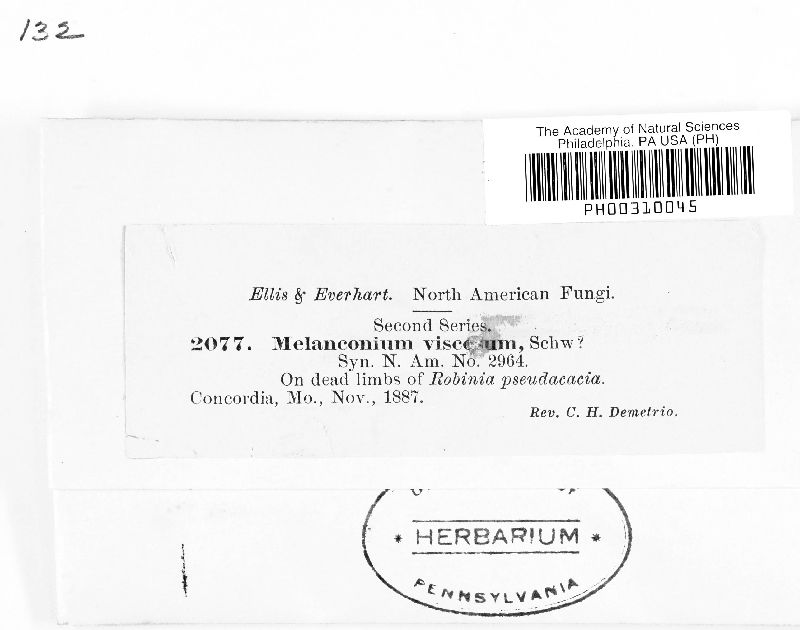 132
The Academy of Natural Sciences
Philadelphia, PA USA (PH)
PH00310045
Ellis & Everhart. North American Fungi.
Second Series.
2077. Melanconium Schw?
Syn. N. Am. No. 2964.
On dead limbs of Robinia pseudacacia.
Concordia, Mo., Nov., 1887.
Rev. C. H. Demetrio.
* HERBARIUM *
PENNSYLVANIA